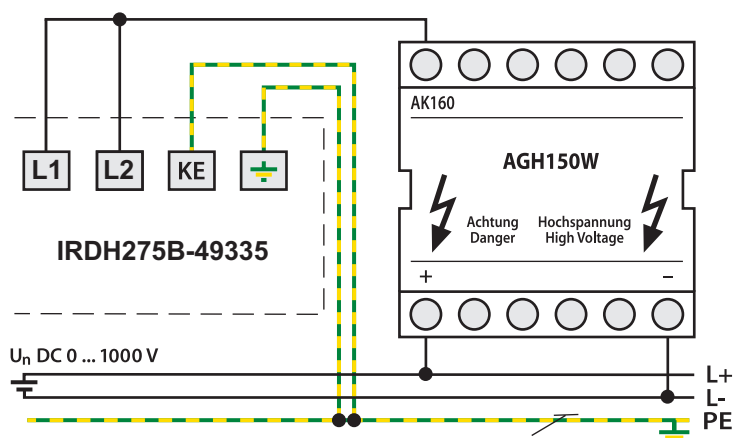 AK160
AGH150W
L1 L2 KE
Achtung Hochspannung
Danger High Voltage
IRDH275B-49335
+ −
Un DC 0 ... 1000 V
L+
L-
PE